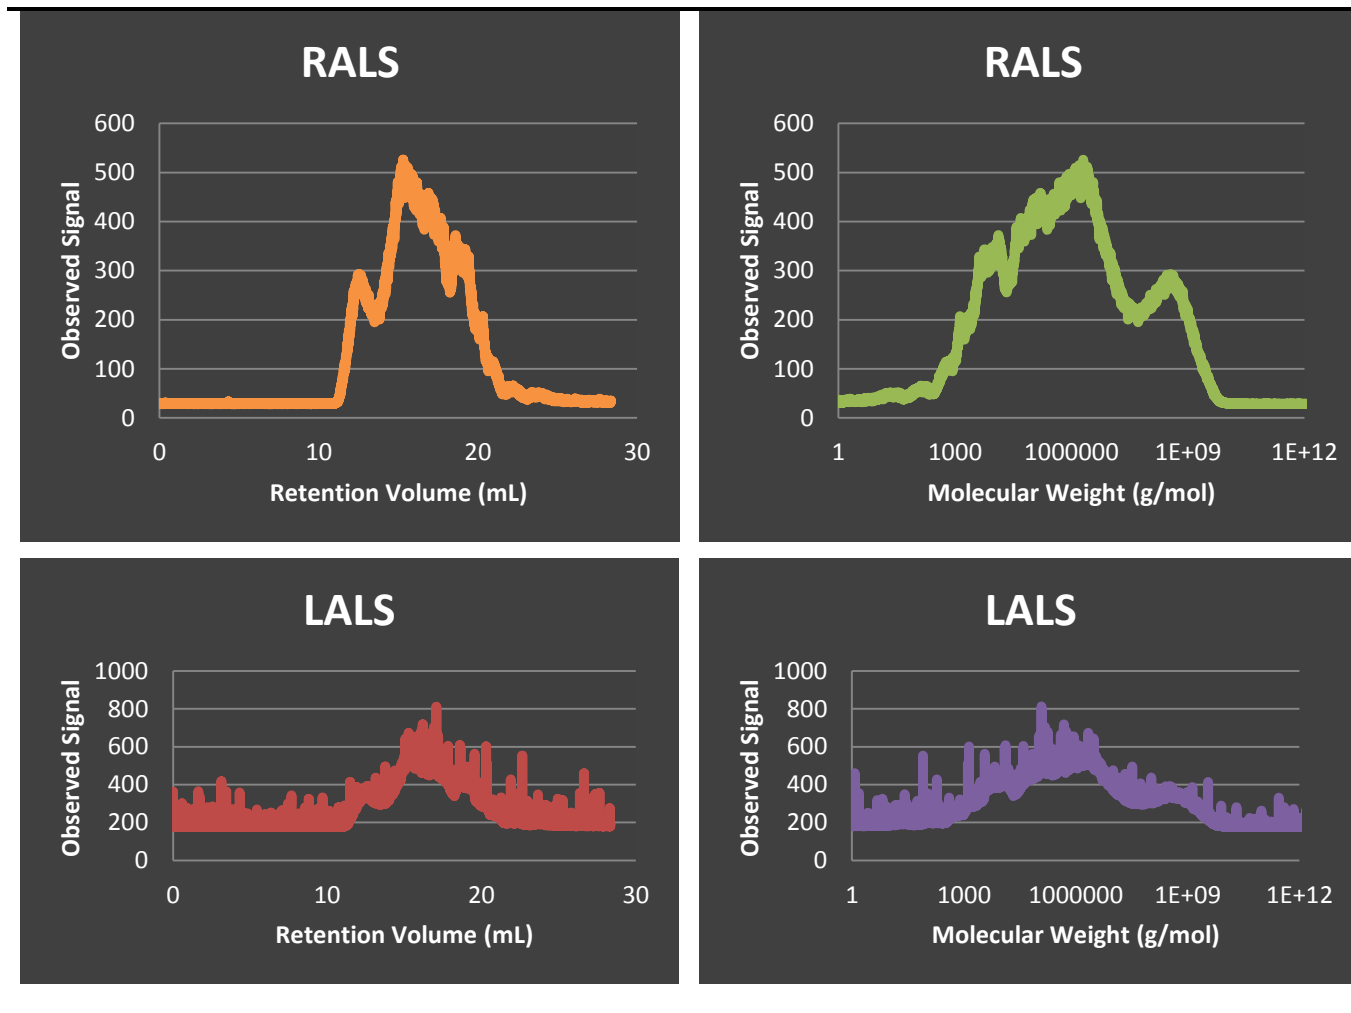 RALS
600
500
400
300
200
100
0
Observed Signal
0 10 20 30
Retention Volume (mL)
RALS
600
500
400
300
200
100
0
Observed Signal
1 1000 1000000 1E+09 1E+12
Molecular Weight (g/mol)
LALS
1000
800
600
400
200
0
Observed Signal
0 10 20 30
Retention Volume (mL)
LALS
1000
800
600
400
200
0
Observed Signal
1 1000 1000000 1E+09 1E+12
Molecular Weight (g/mol)